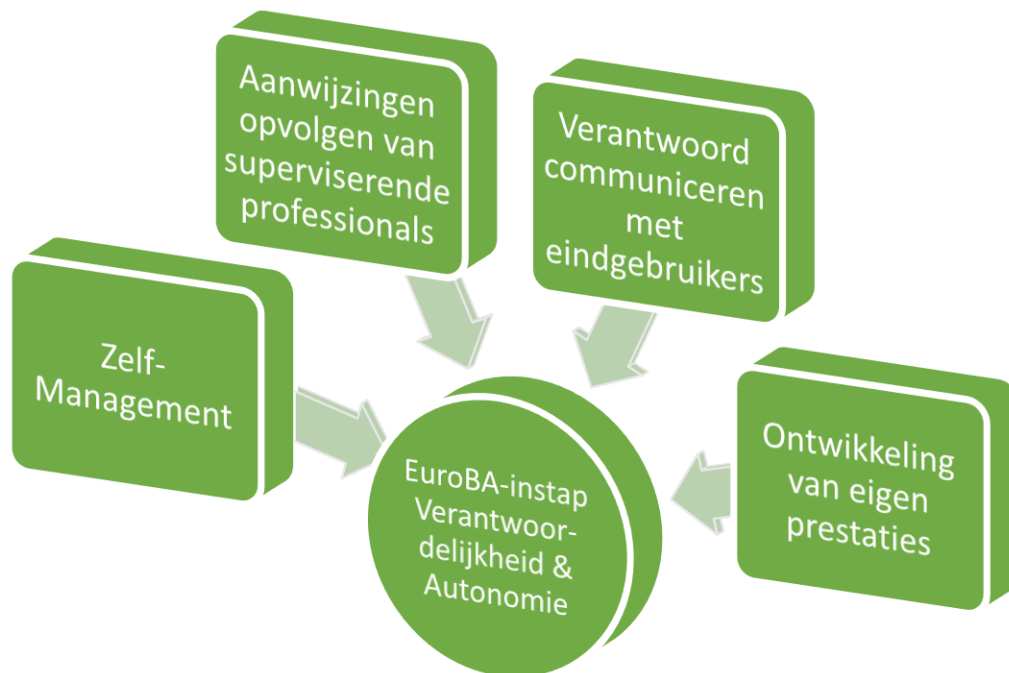 Aanwijzingen
opvolgen van
superviserende
professionals
Verantwoord
communiceren
met
eindgebruikers
Zelf-
Management
Ontwikkeling
van eigen
prestaties
EuroBA-instap
Verantwoor-
delijkheid &
Autonomie